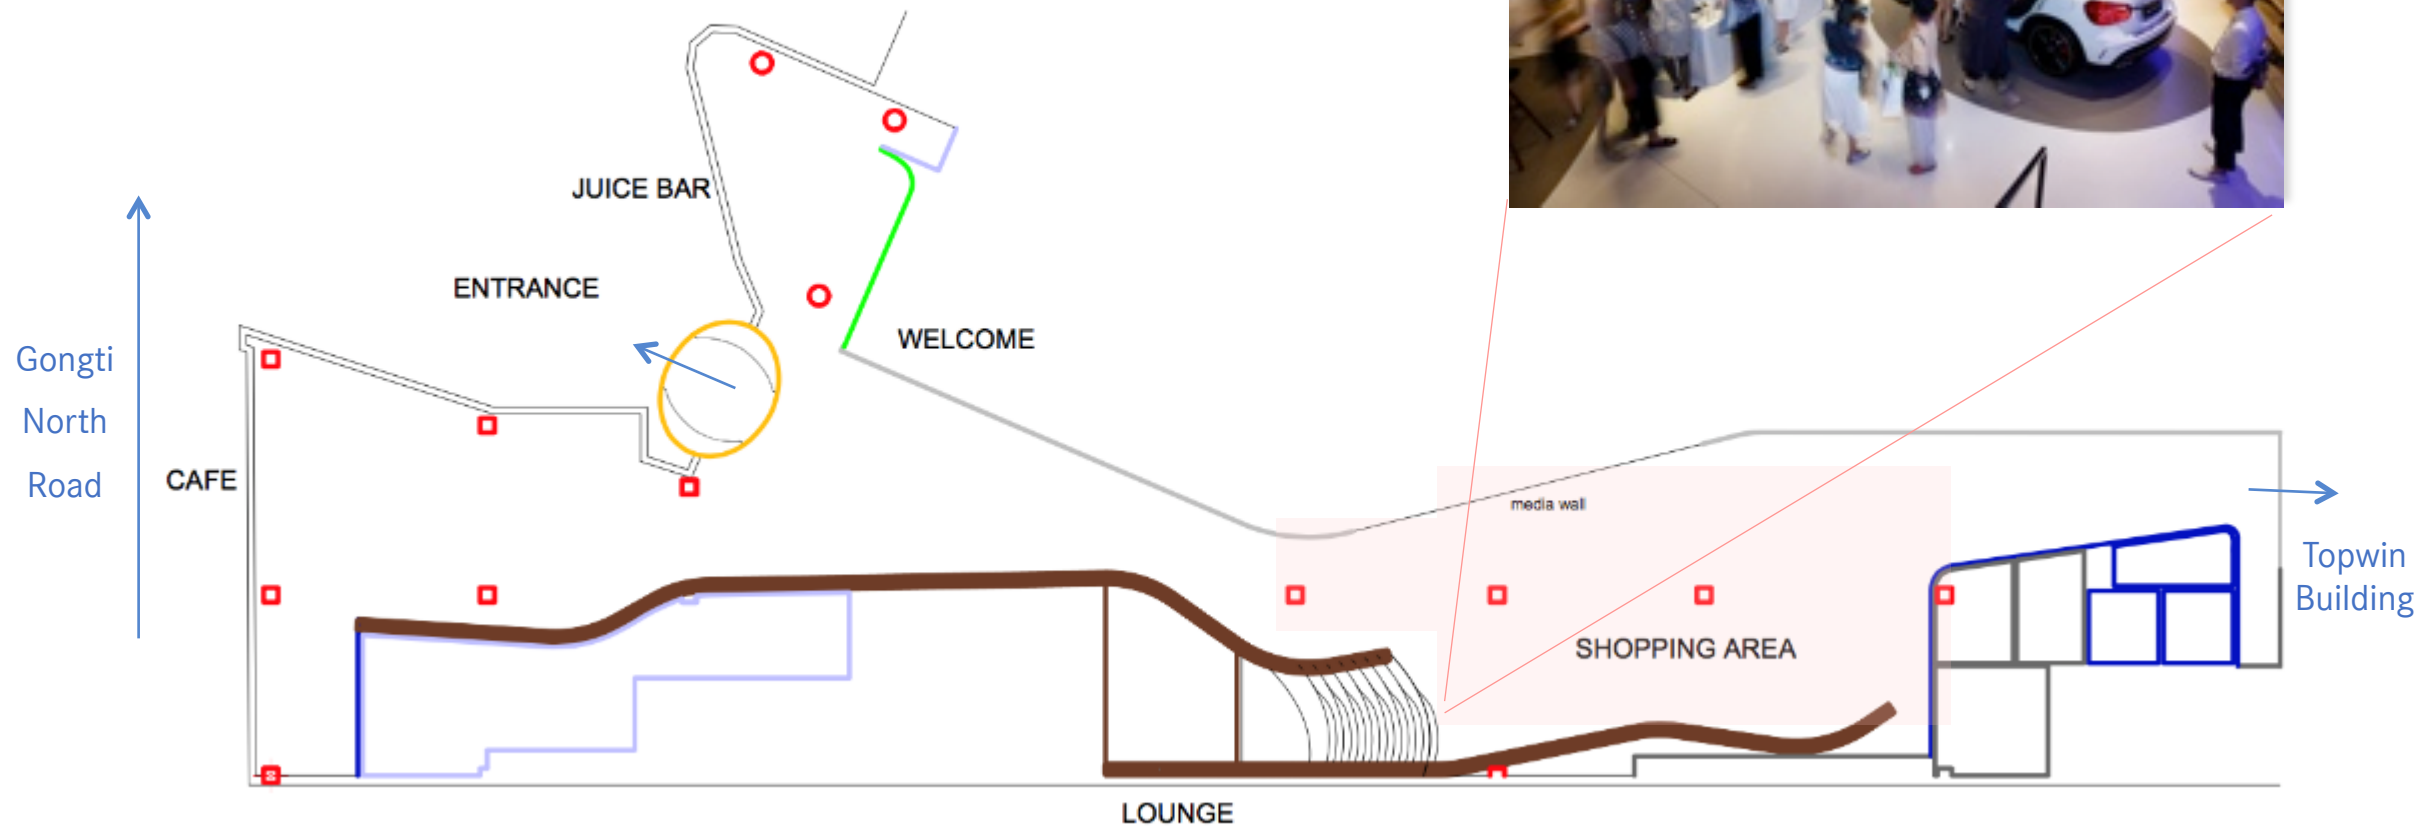 JUICE BAR
ENTRANCE
WELCOME
Gongti
North
Road
CAFE
media wall
SHOPPING AREA
Topwin
Building
LOUNGE